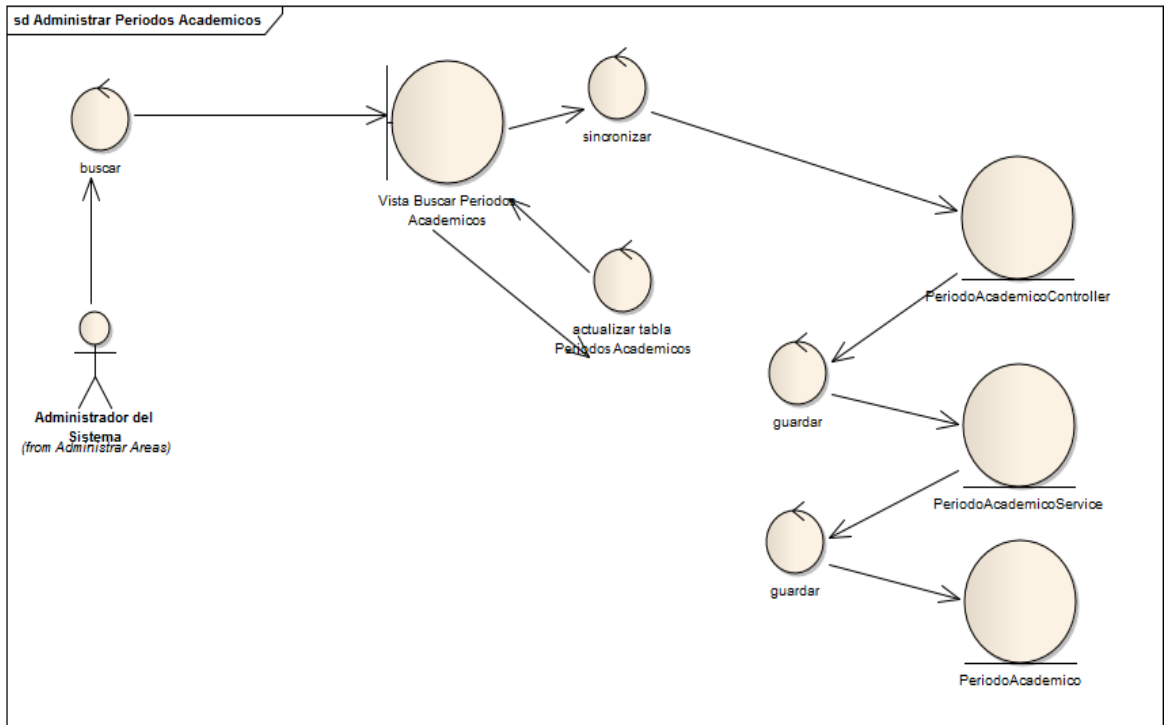 sd Administrar Periodos Academicos
buscar
Vista Buscar Periodos
Academicos
sincronizar
PeriodoAcademicoController
actualizar tabla
Periodos Academicos
Administrador del
Sistema
(from Administrar Areas)
guardar
PeriodoAcademicoService
guardar
PeriodoAcademico